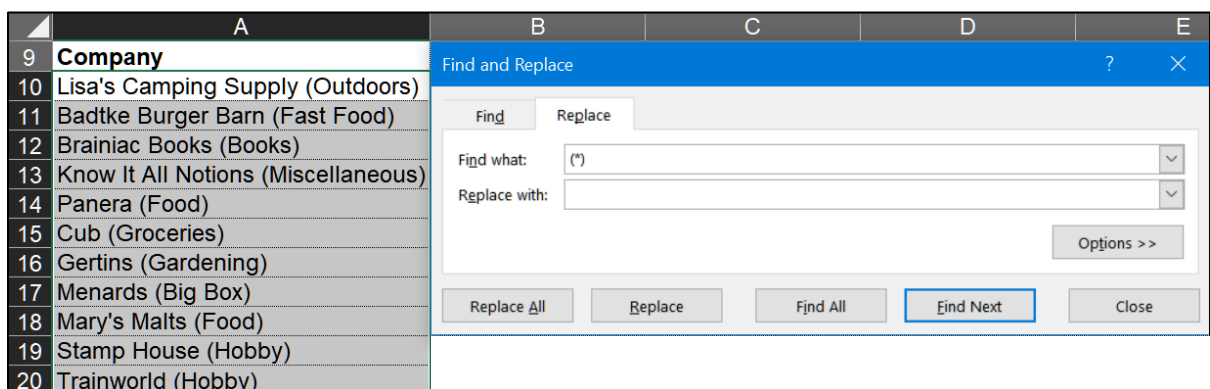 A B C D E
9 Company
10 Lisa's Camping Supply (Outdoors)
11 Badtke Burger Barn (Fast Food)
12 Brainiac Books (Books)
13 Know It All Notions (Miscellaneous)
14 Panera (Food)
15 Cub (Groceries)
16 Gertins (Gardening)
17 Menards (Big Box)
18 Mary's Malts (Food)
19 Stamp House (Hobby)
20 Trainworld (Hobby)
Find and Replace ? ×
Find Replace
Find what: (*)
Replace with:
Options >>
Replace All Replace Find All Find Next Close